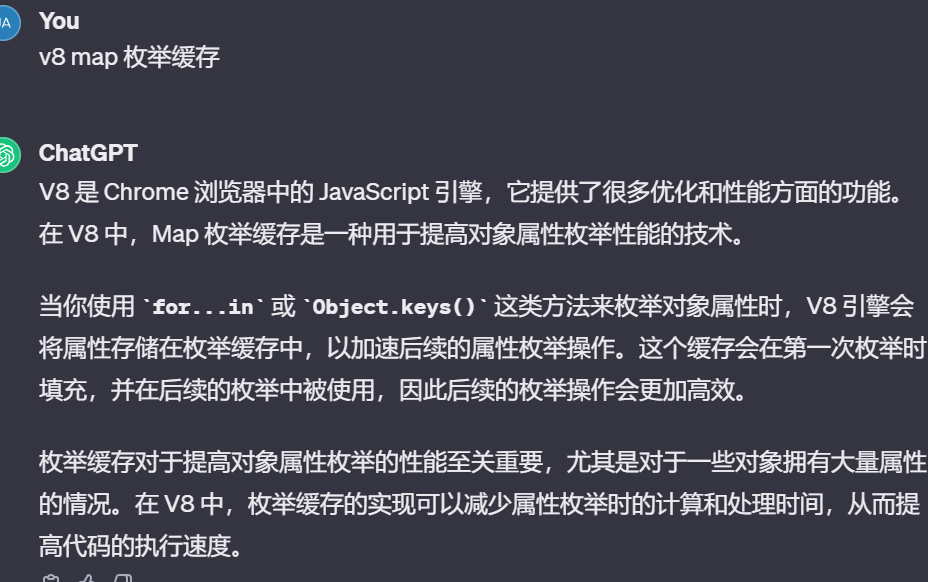 JA
You
v8 map 枚举缓存
ChatGPT
V8 是 Chrome 浏览器中的 JavaScript 引擎，它提供了很多优化和性能方面的功能。
在 V8 中，Map 枚举缓存是一种用于提高对象属性枚举性能的技术。
当你使用 `for...in` 或 `Object.keys()` 这类方法来枚举对象属性时，V8 引擎会
将属性存储在枚举缓存中，以加速后续的属性枚举操作。这个缓存会在第一次枚举时
填充，并在后续的枚举中被使用，因此后续的枚举操作会更加高效。
枚举缓存对于提高对象属性枚举的性能至关重要，尤其是对于一些对象拥有大量属性
的情况。在 V8 中，枚举缓存的实现可以减少属性枚举时的计算和处理时间，从而提
高代码的执行速度。